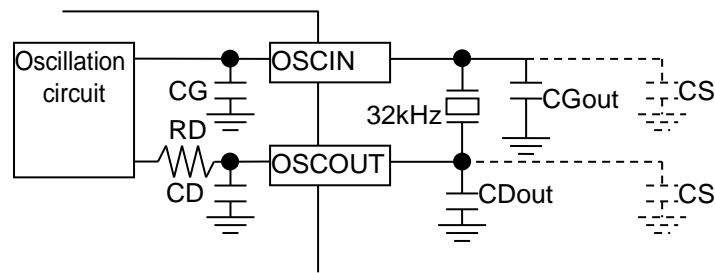 Oscillation
circuit
OSCIN
CG
RD
CD
OSCOUT
32kHz
CGout
CDout
CS
CS